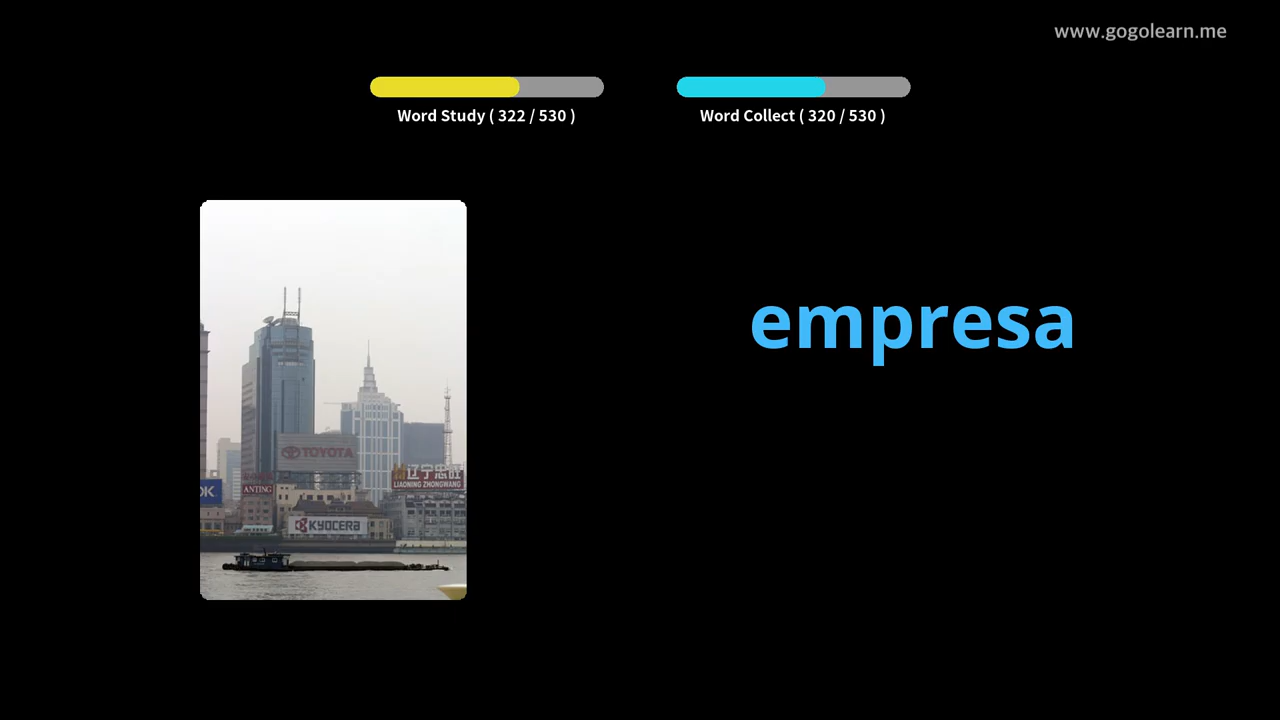 www.gogolearn.me
Word Study ( 322 / 530 )
Word Collect ( 320 / 530 )
empresa
TOYOTA
辽宁忠旺
LIAONING ZHONGWANG
ANTING
KYOCERA